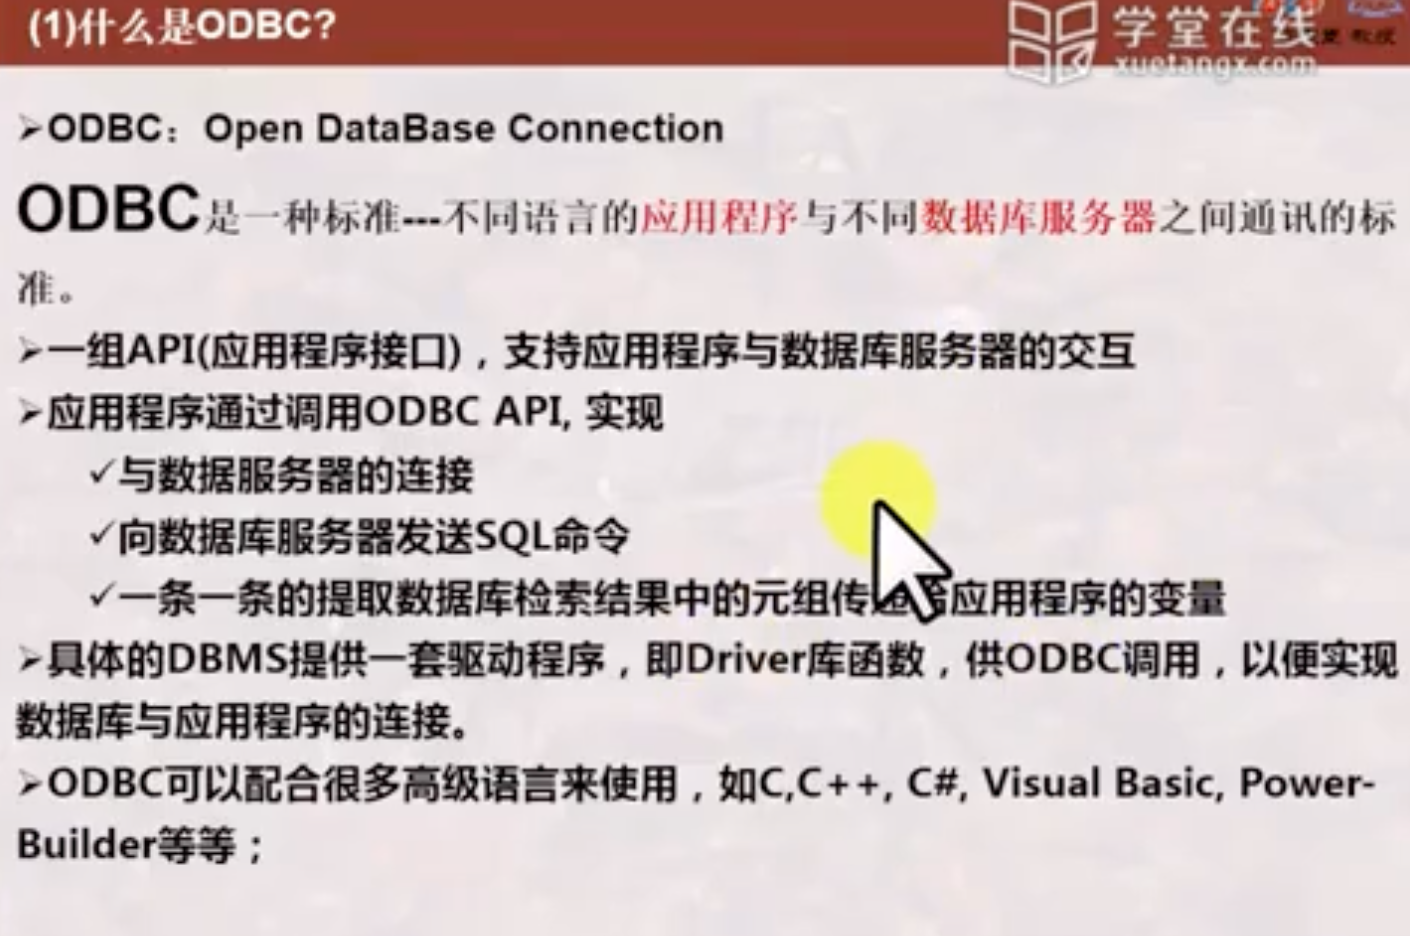 (1)什么是ODBC?
学堂在线
xuetangx.com
教授
➢ODBC：Open DataBase Connection
ODBC是一种标准---不同语言的应用程序与不同数据库服务器之间通讯的标
准。
➢一组API(应用程序接口)，支持应用程序与数据库服务器的交互
➢应用程序通过调用ODBC API, 实现
✓与数据服务器的连接
✓向数据库服务器发送SQL命令
✓一条一条的提取数据库检索结果中的元组传应用程序的变量
➢具体的DBMS提供一套驱动程序，即Driver库函数，供ODBC调用，以便实现
数据库与应用程序的连接。
➢ODBC可以配合很多高级语言来使用，如C,C++, C#, Visual Basic, Power-
Builder等等；